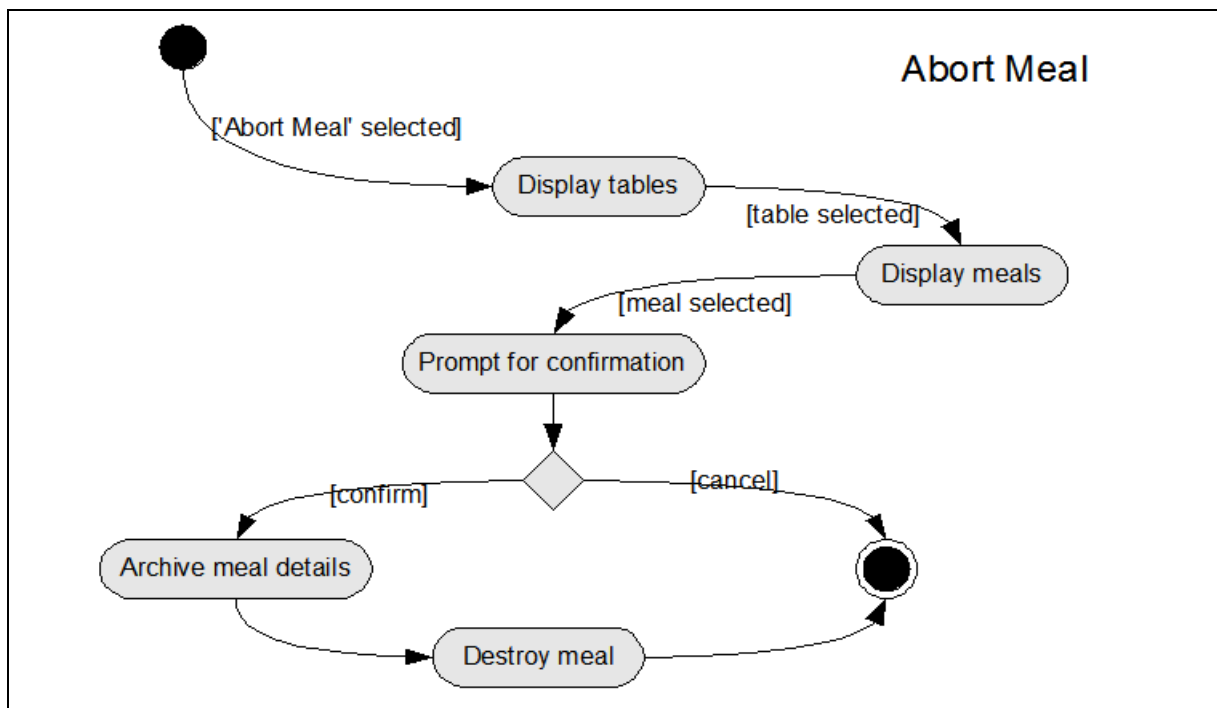 Abort Meal
['Abort Meal' selected]
Display tables
[table selected]
Display meals
[meal selected]
Prompt for confirmation
[confirm]
[cancel]
Archive meal details
Destroy meal